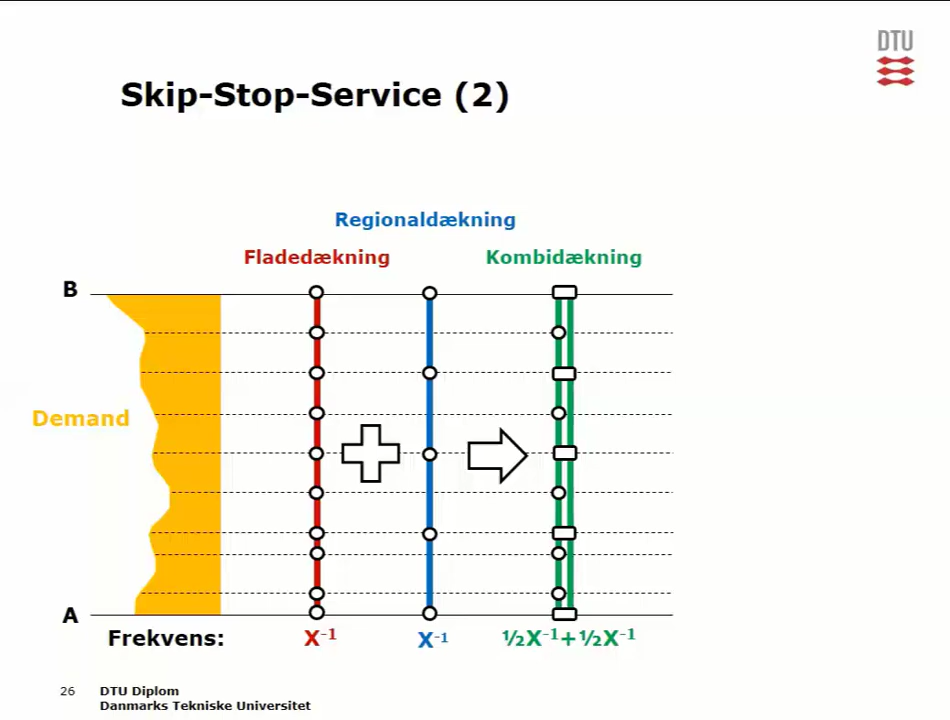 DTU
Skip-Stop-Service (2)
Regionaldækning
Fladedækning
Kombidækning
B
Demand
A
Frekvens:
X⁻¹
X⁻¹
½X⁻¹+½X⁻¹
26
DTU Diplom
Danmarks Tekniske Universitet